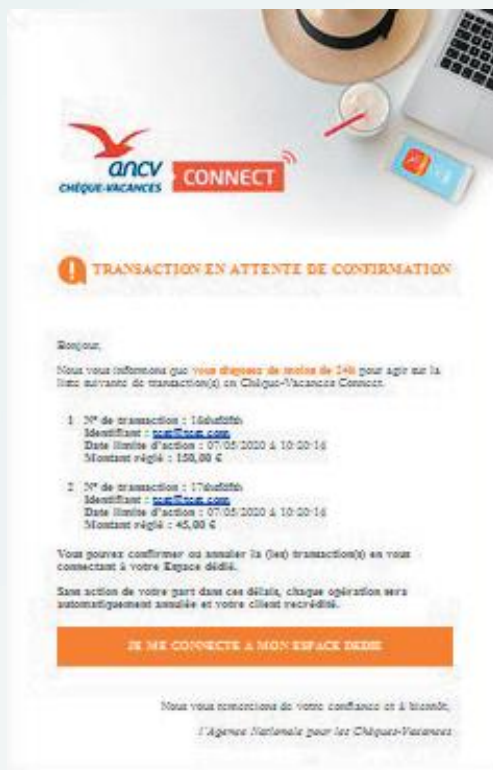 ancv
CHÈQUE-VACANCES
CONNECT
TRANSACTION EN ATTENTE DE CONFIRMATION
Bonjour,
Nous vous informons que vous disposez de moins de 24h pour agir sur la
liste suivante de transaction(s) en Chèque-Vacances Connect.
1 N° de transaction :
Identifiant : test@test.com
Date limite d'action : 07/05/2020 à 10:20:16
Montant réglé : 150,00 €
2 N° de transaction :
Identifiant : test@test.com
Date limite d'action : 07/05/2020 à 10:20:16
Montant réglé : 45,00 €
Vous pouvez confirmer ou annuler la (les) transaction(s) en vous
connectant à votre Espace dédié.
Sans action de votre part dans ces délais, chaque opération sera
automatiquement annulée et votre client recrédité.
JE ME CONNECTE A MON ESPACE DEDIE
Nous vous remercions de votre confiance et à bientôt,
l'Agence Nationale pour les Chèques-Vacances